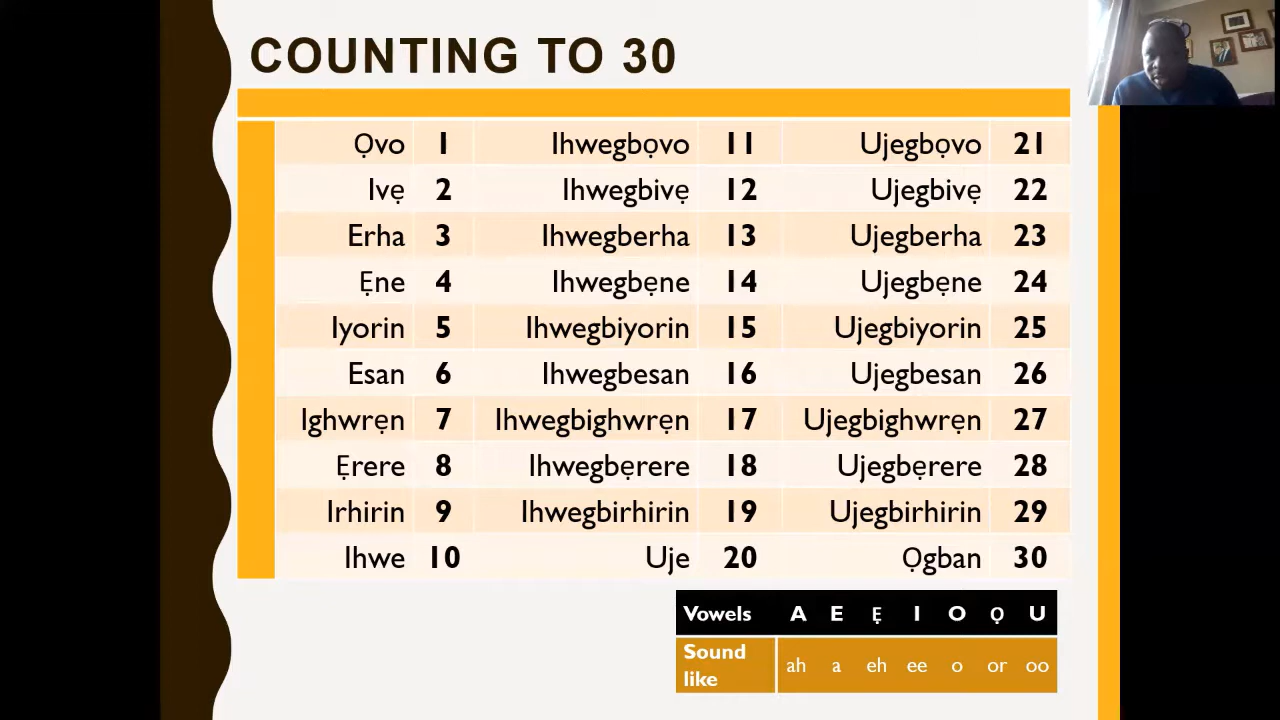 COUNTING TO 30
Ọvo 1 Ihwegbọvo 11 Ujegbọvo 21
Ivẹ 2 Ihwegbivẹ 12 Ujegbivẹ 22
Erha 3 Ihwegberha 13 Ujegberha 23
Ẹne 4 Ihwegbẹne 14 Ujegbẹne 24
Iyorin 5 Ihwegbiyorin 15 Ujegbiyorin 25
Esan 6 Ihwegbesan 16 Ujegbesan 26
Ighwrẹn 7 Ihwegbighwrẹn 17 Ujegbighwrẹn 27
Ẹrere 8 Ihwegbẹrere 18 Ujegbẹrere 28
Irhirin 9 Ihwegbirhirin 19 Ujegbirhirin 29
Ihwe 10 Uje 20 Ọgban 30
Vowels A E Ẹ I O Ọ U
Sound like ah a eh ee o or oo